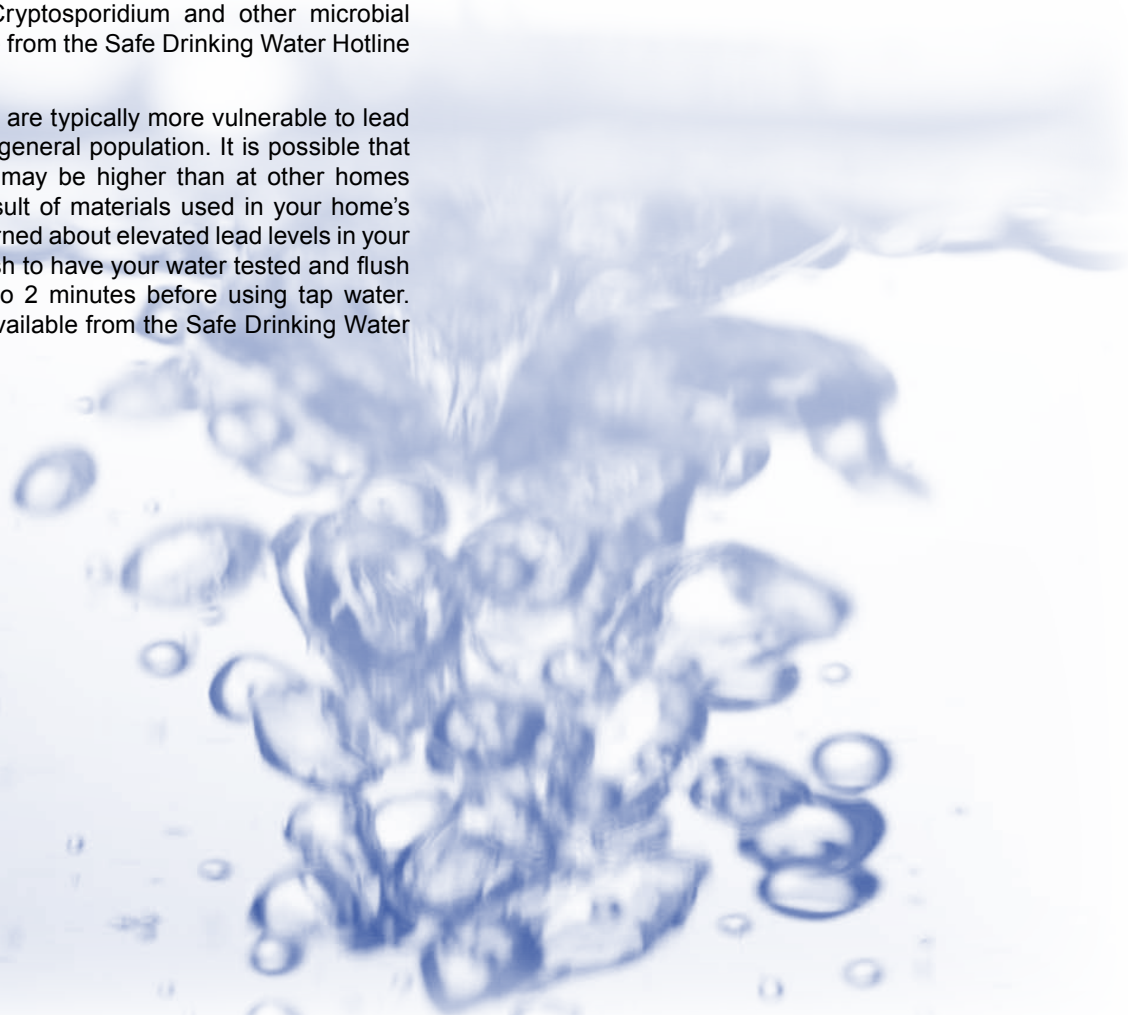 Cryptosporidium and other microbial
from the Safe Drinking Water Hotline
are typically more vulnerable to lead
general population. It is possible that
may be higher than at other homes
sult of materials used in your home's
rned about elevated lead levels in your
sh to have your water tested and flush
o 2 minutes before using tap water.
vailable from the Safe Drinking Water